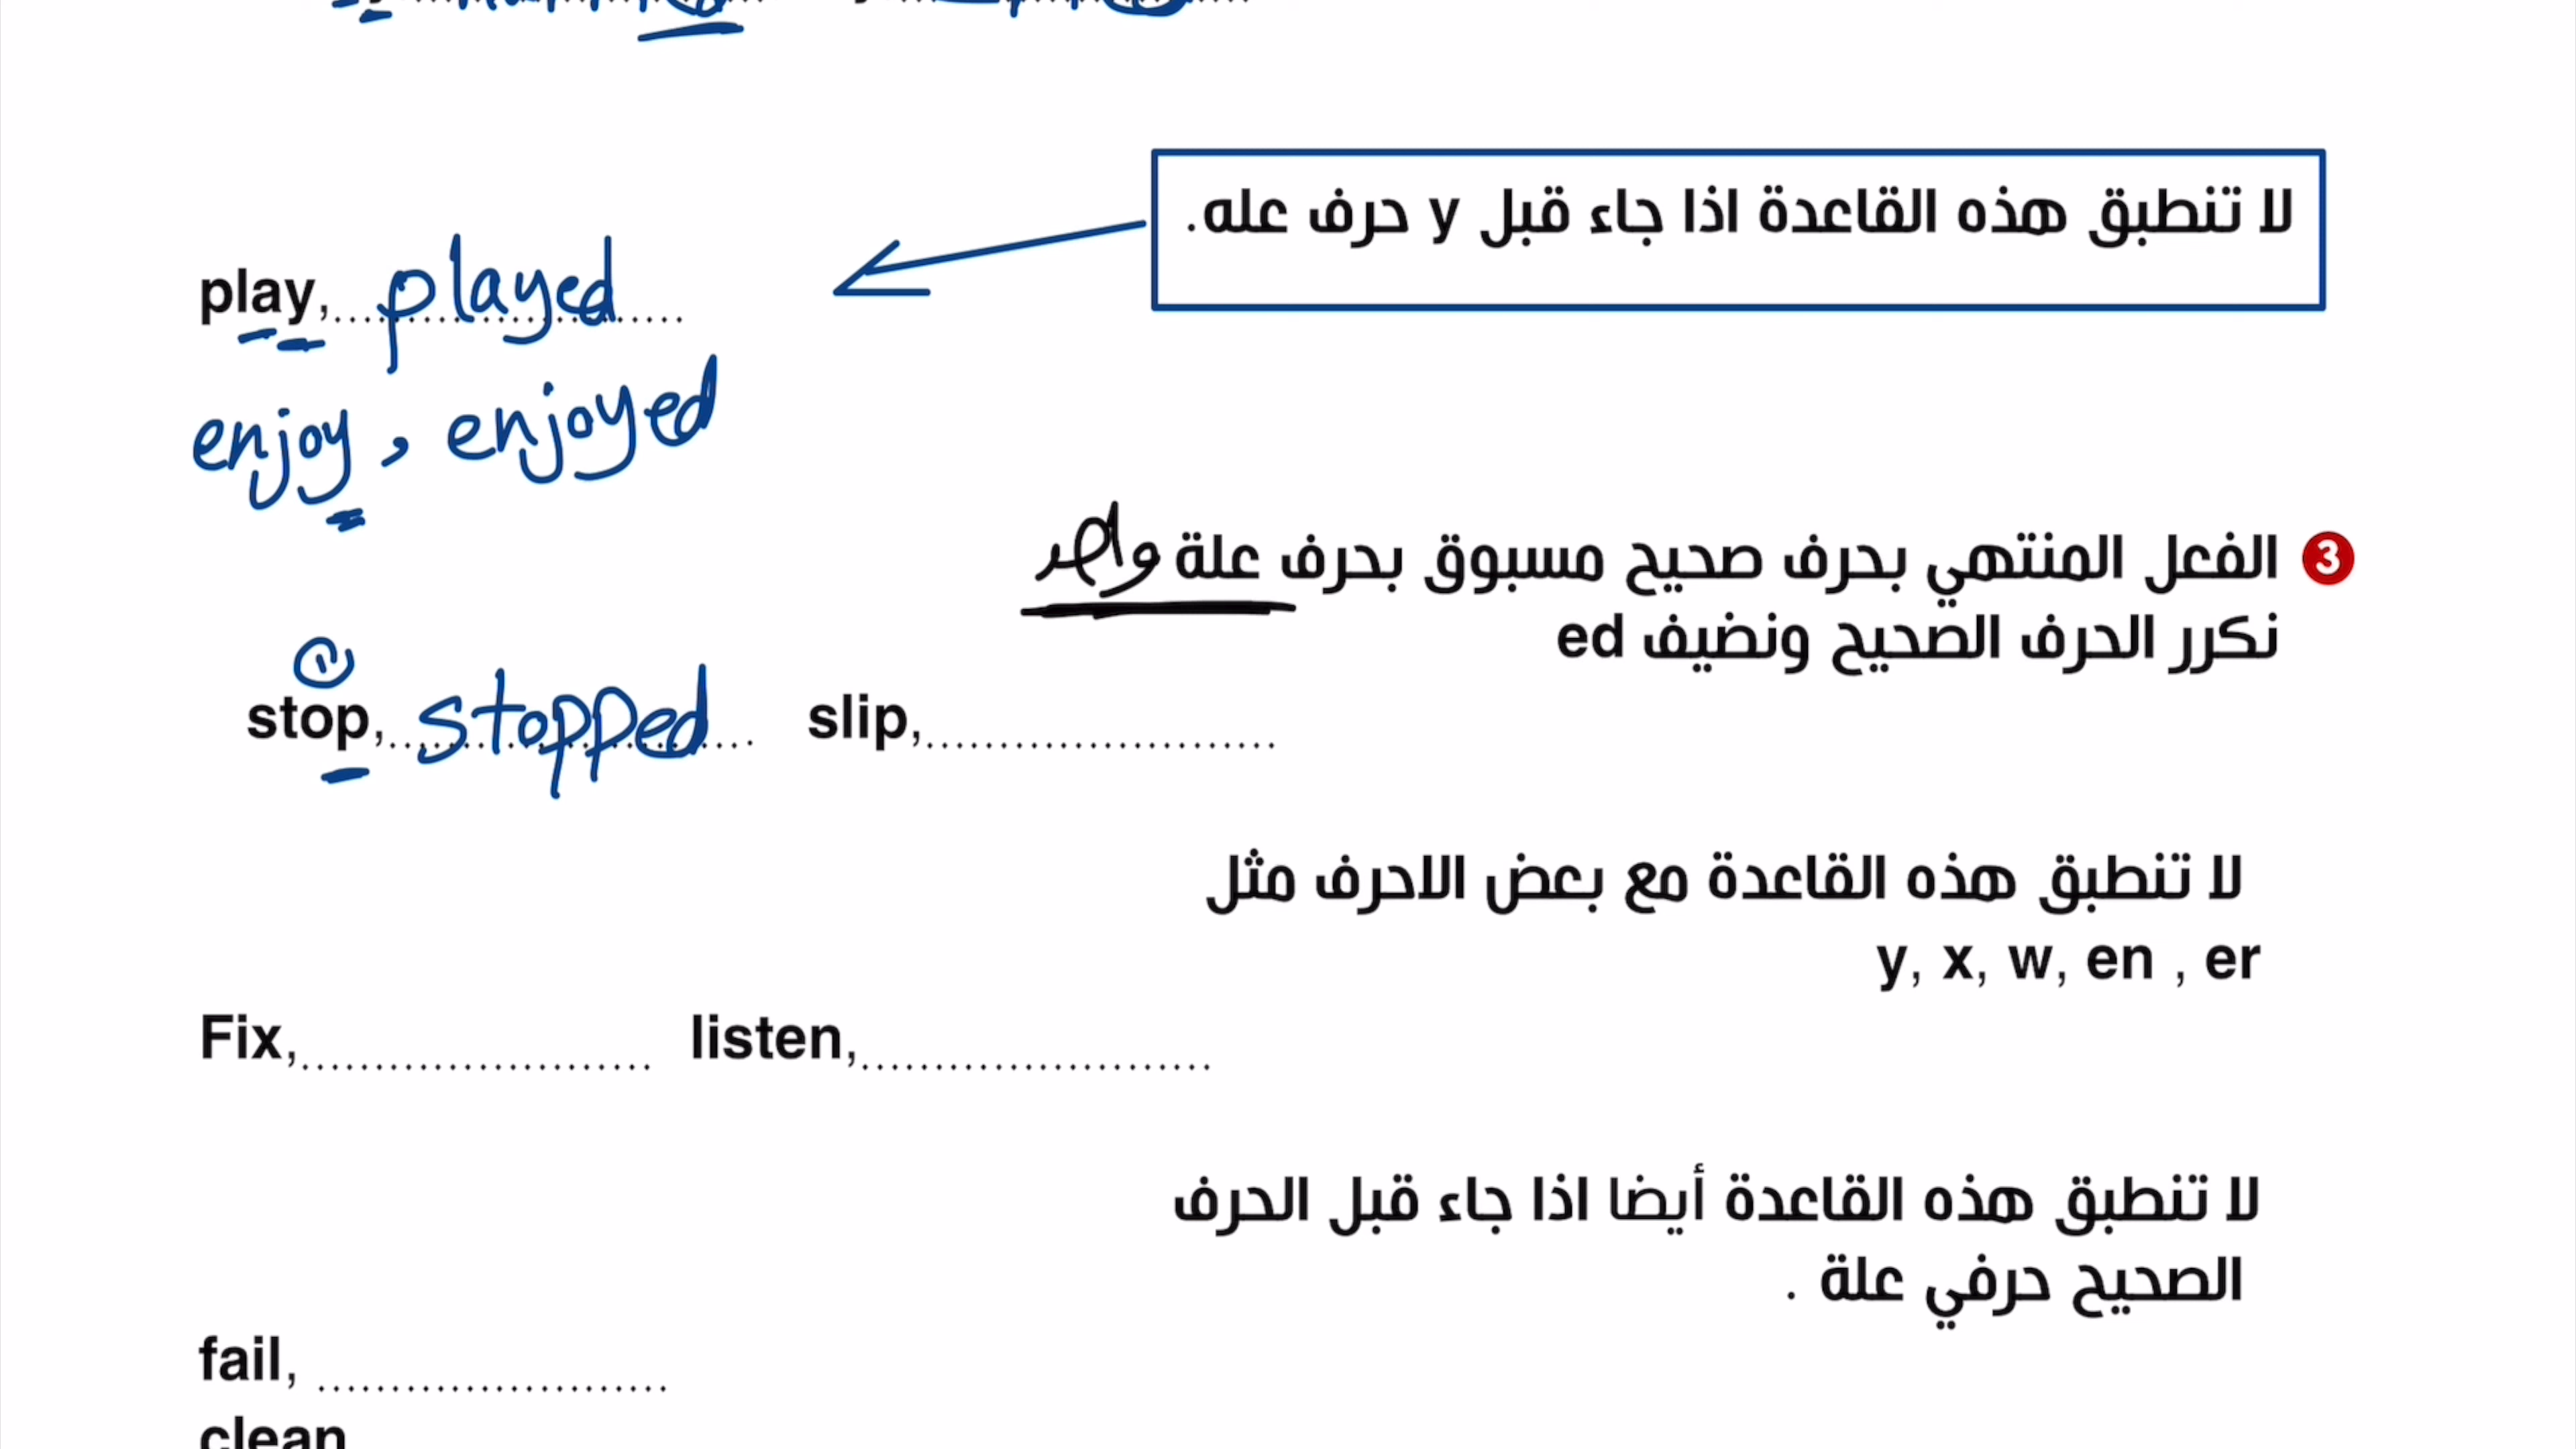 لا تنطبق هذه القاعدة اذا جاء قبل y حرف عله.
play, played
enjoy, enjoyed
3 الفعل المنتهي بحرف صحيح مسبوق بحرف علة واحد
نكرر الحرف الصحيح ونضيف ed
stop, stopped slip,
لا تنطبق هذه القاعدة مع بعض الاحرف مثل
y, x, w, en , er
Fix, listen,
لا تنطبق هذه القاعدة أيضا اذا جاء قبل الحرف
الصحيح حرفي علة .
fail,
clean